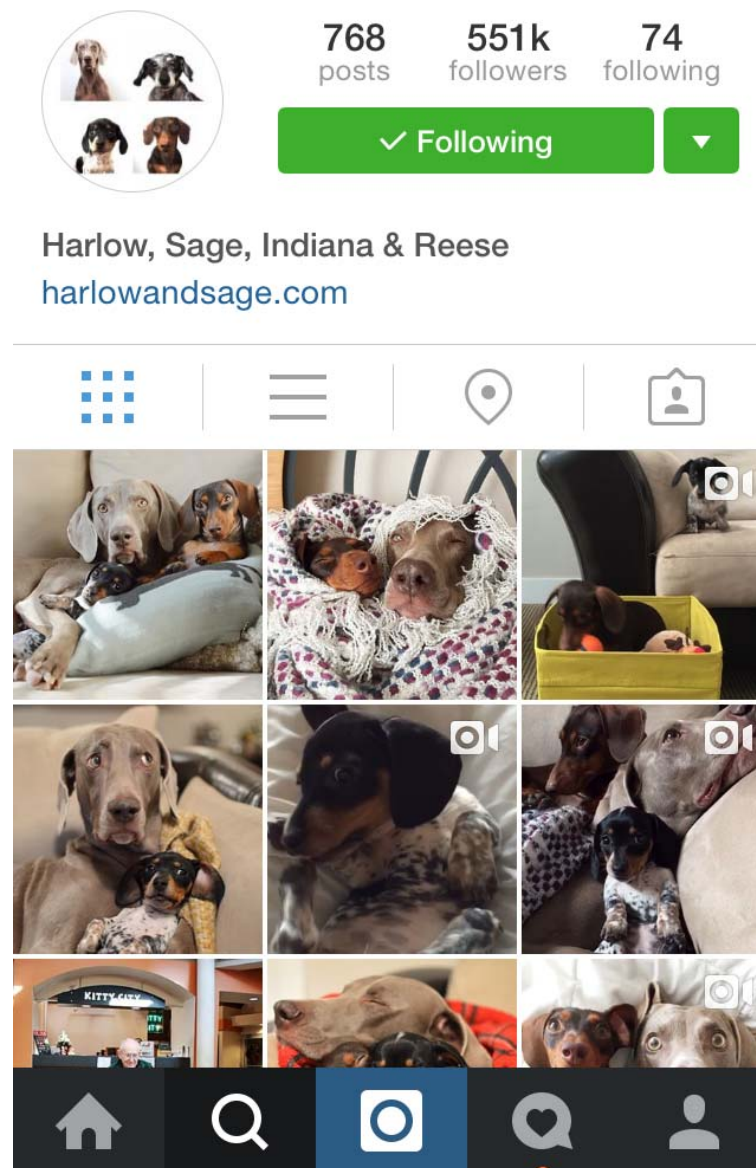 768 551k 74
posts followers following
✓ Following
Harlow, Sage, Indiana & Reese
harlowandsage.com
KITTY CITY